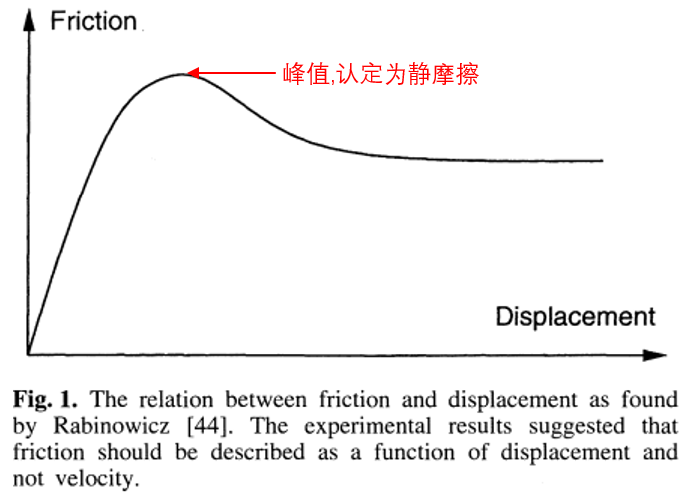 Friction
峰值,认定为静摩擦
Displacement
Fig. 1. The relation between friction and displacement as found
by Rabinowicz [44]. The experimental results suggested that
friction should be described as a function of displacement and
not velocity.